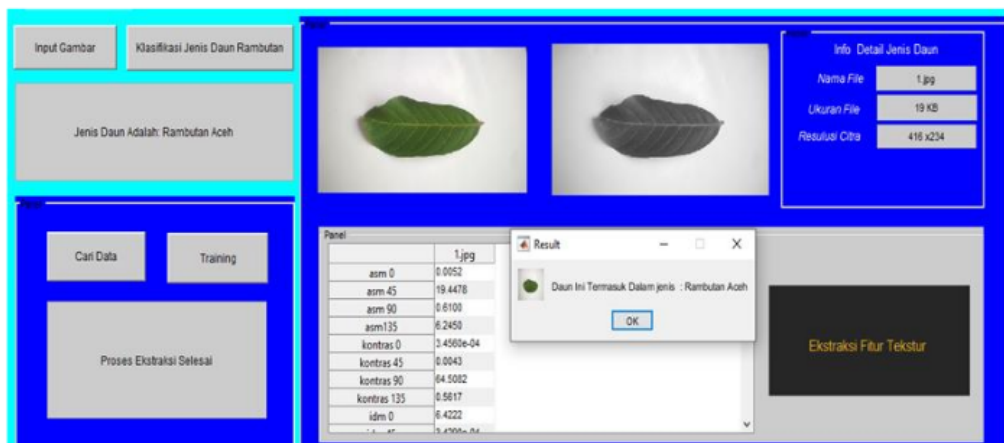 Input Gambar
Klasifikasi Jenis Daun Rambutan
Jenis Daun Adalah: Rambutan Aceh
Cari Data
Training
Proses Ekstraksi Selesai
Info Detail Jenis Daun
Nama File 1.jpg
Ukuran File 19 KB
Resulusi Citra 416 x234
Panel
1.jpg
asm 0 0.0052
asm 45 19.4478
asm 90 0.6100
asm135 6.2450
kontras 0 3.4560e-04
kontras 45 0.0043
kontras 90 64.5082
kontras 135 0.5617
idm 0 6.4222
Result
Daun Ini Termasuk Dalam jenis : Rambutan Aceh
OK
Ekstraksi Fitur Tekstur